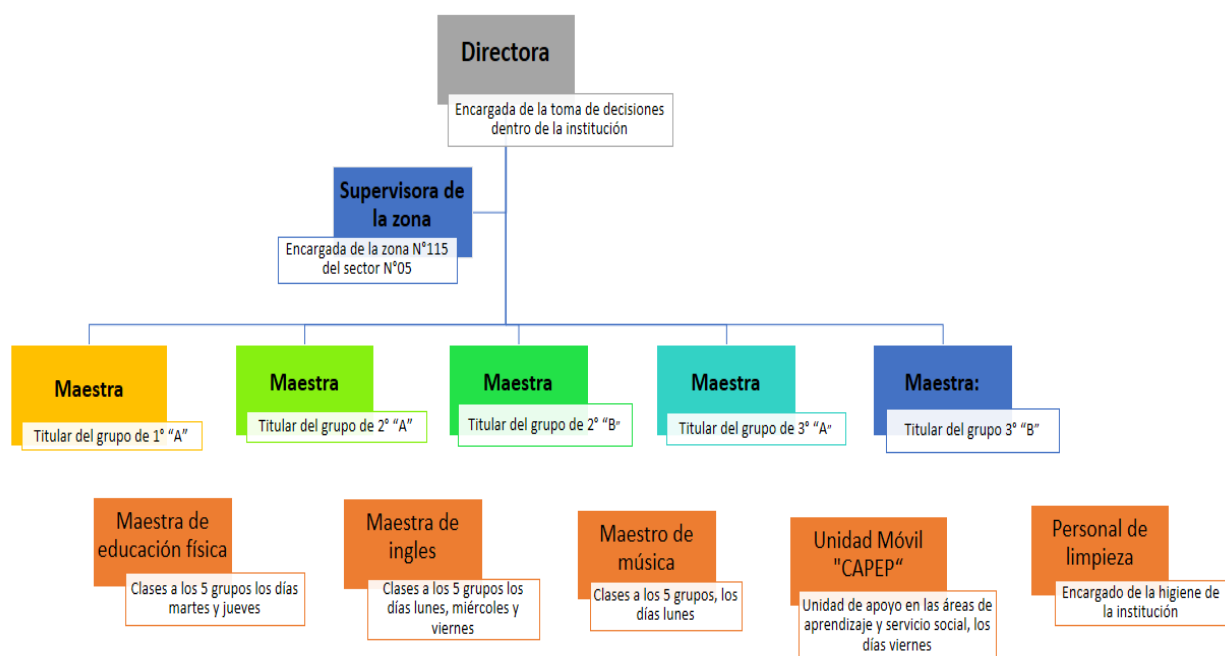 Directora
Encargada de la toma de decisiones
dentro de la institución
Supervisora de
la zona
Encargada de la zona N°115
del sector N°05
Maestra
Titular del grupo de 1° “A”
Maestra
Titular del grupo de 2° “A”
Maestra
Titular del grupo de 2° “B”
Maestra
Titular del grupo de 3° “A”
Maestra:
Titular del grupo 3° “B”
Maestra de
educación física
Clases a los 5 grupos los días
martes y jueves
Maestra de
ingles
Clases a los 5 grupos los
días lunes, miércoles y
viernes
Maestro de
música
Clases a los 5 grupos, los
días lunes
Unidad Móvil
"CAPEP“
Unidad de apoyo en las áreas de
aprendizaje y servicio social, los
días viernes
Personal de
limpieza
Encargado de la higiene de
la institución